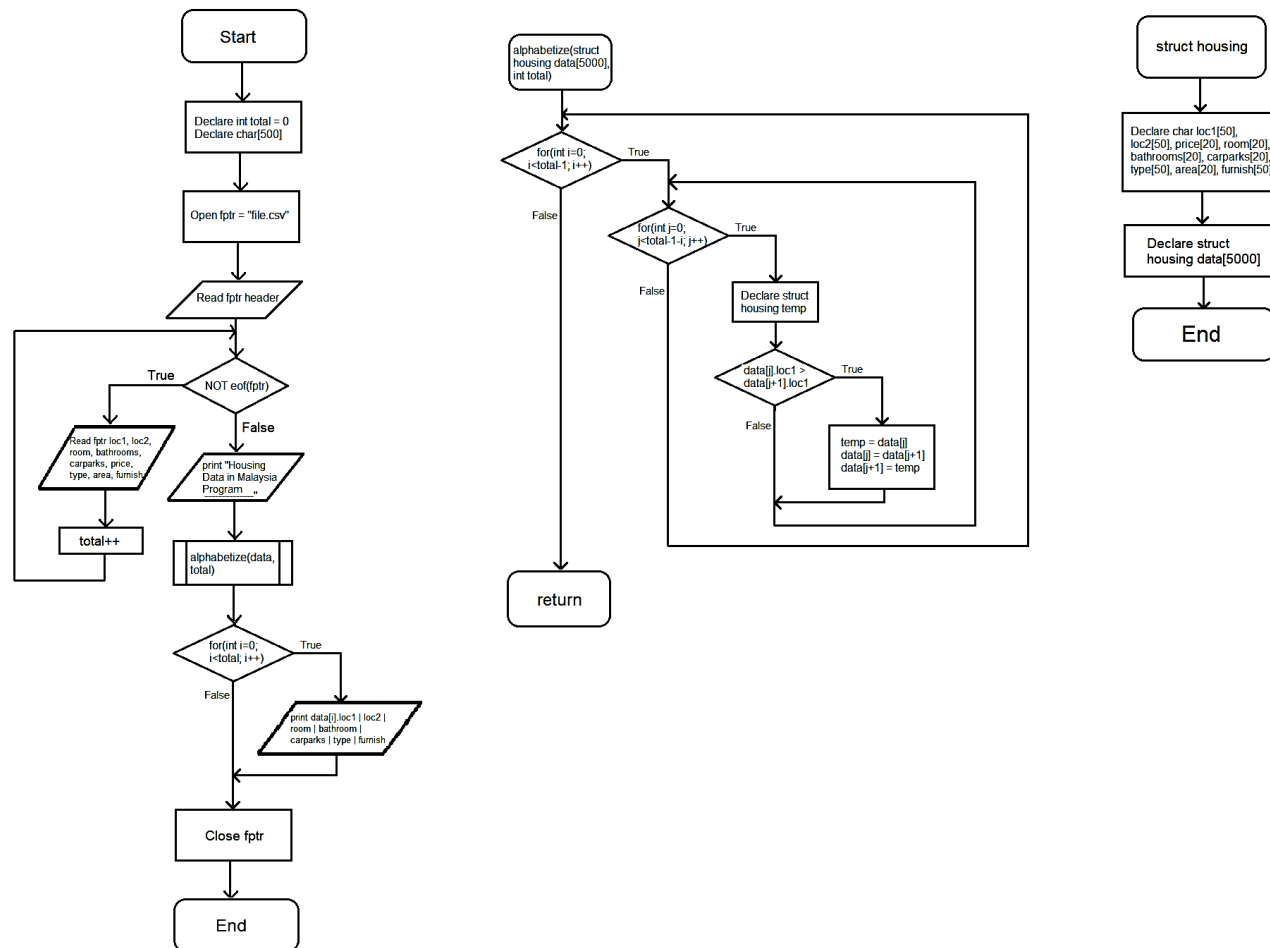 Start
Declare int total = 0
Declare char[500]
Open fptr = "file.csv"
Read fptr header
NOT eof(fptr)
True
False
Read fptr loc1, loc2,
room, bathrooms,
carparks, price,
type, area, furnish
total++
print "Housing
Data in Malaysia
Program
____________"
alphabetize(data,
total)
for(int i=0;
i<total; i++)
True
False
print data[i].loc1 | loc2 |
room | bathroom |
carparks | type | furnish
Close fptr
End
alphabetize(struct
housing data[5000],
int total)
for(int i=0;
i<total-1; i++)
True
False
for(int j=0;
j<total-1-i; j++)
True
False
Declare struct
housing temp
data[j].loc1 >
data[j+1].loc1
True
False
temp = data[j]
data[j] = data[j+1]
data[j+1] = temp
return
struct housing
Declare char loc1[50],
loc2[50], price[20], room[20],
bathrooms[20], carparks[20],
type[50], area[20], furnish[50]
Declare struct
housing data[5000]
End